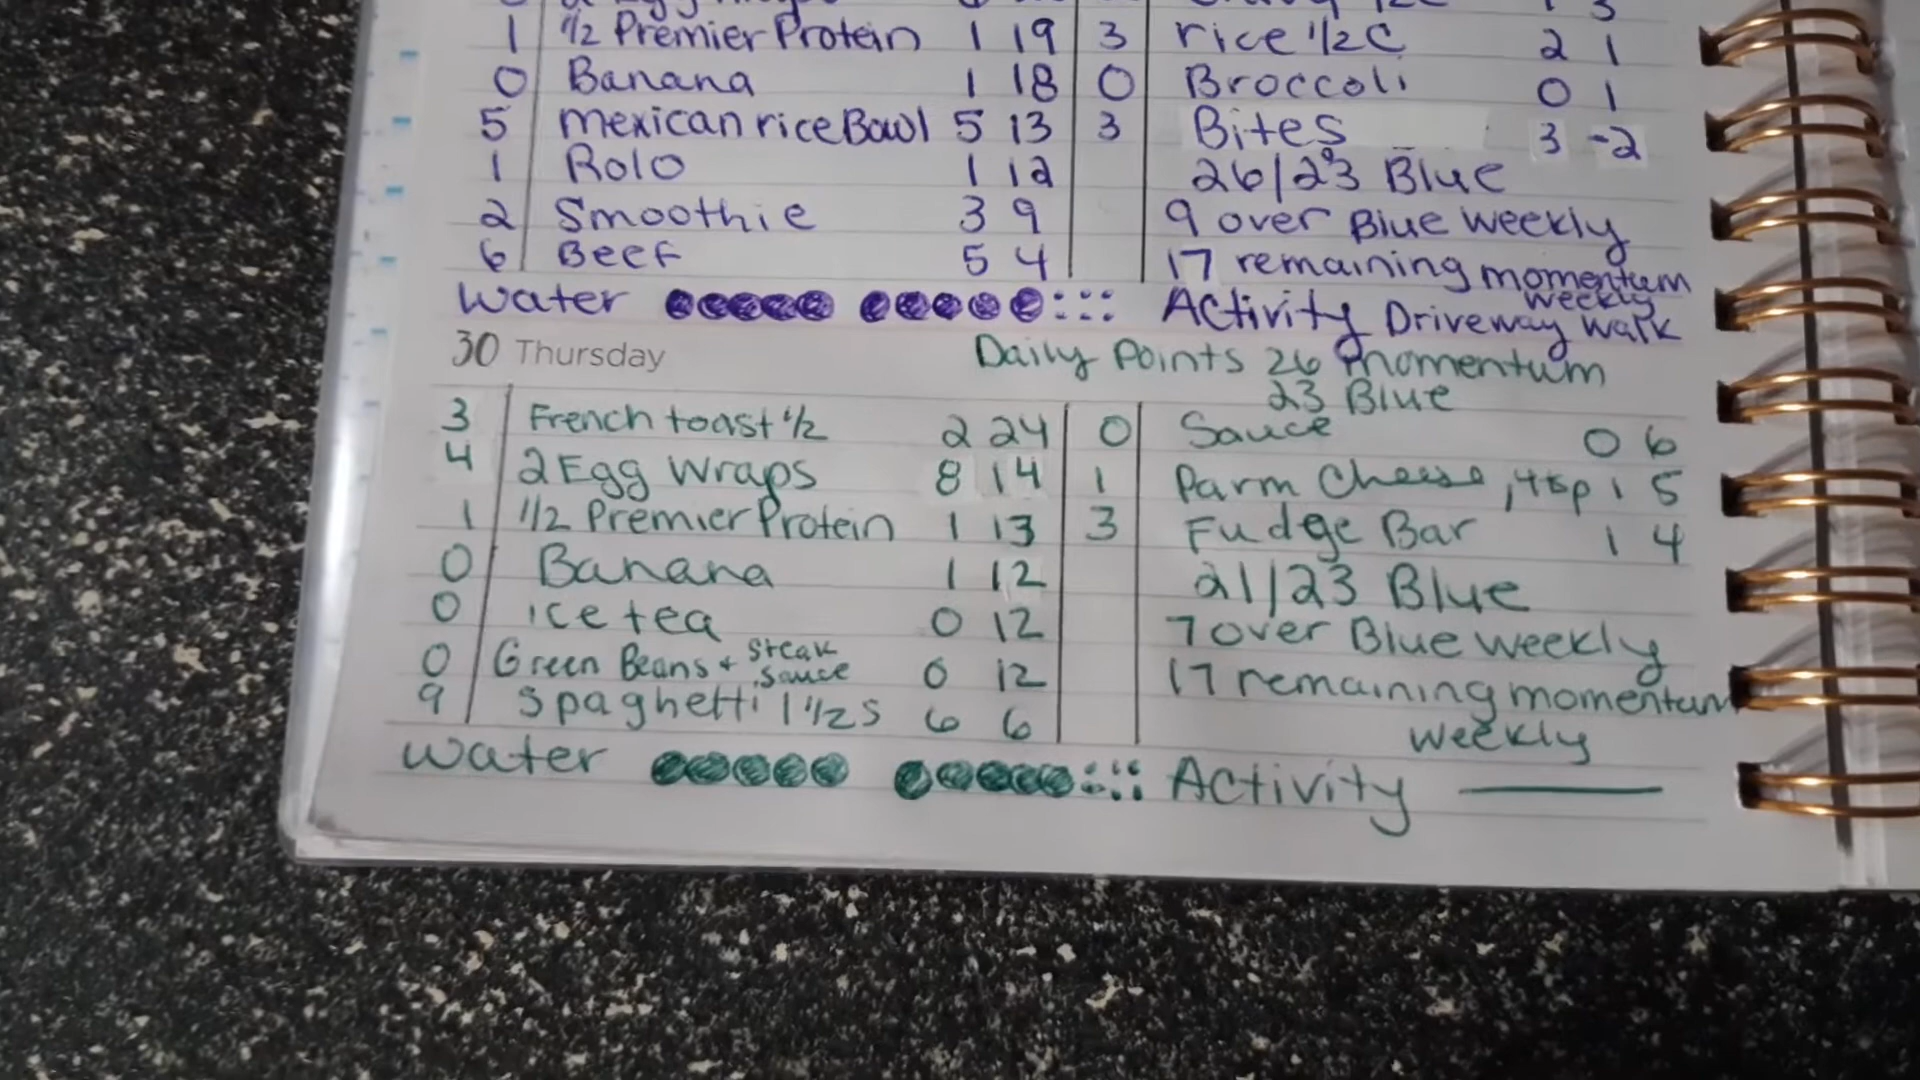 1 1/2 Premier Protein 1 19 3 rice 1/2 C 2 1
0 Banana 1 18 0 Broccoli 0 1
5 mexican rice Bowl 5 13 3 Bites 3 -2
1 Rolo 1 12 26/23 Blue
2 Smoothie 3 9 9 over Blue weekly
6 Beef 5 4 17 remaining momentum
weekly
Water Activity Driveway walk
30 Thursday Daily Points 26 momentum
23 Blue
3 French toast 1/2 2 24 0 Sauce 0 6
4 2 Egg Wraps 8 14 1 Parm Cheese, 4tsp 1 5
1 1/2 Premier Protein 1 13 3 Fudge Bar 1 4
0 Banana 1 12 21/23 Blue
0 ice tea 0 12 7 over Blue weekly
0 Green Beans + Steak Sauce 0 12 17 remaining momentum
9 Spaghetti 1 1/2 s 6 6 weekly
Water Activity